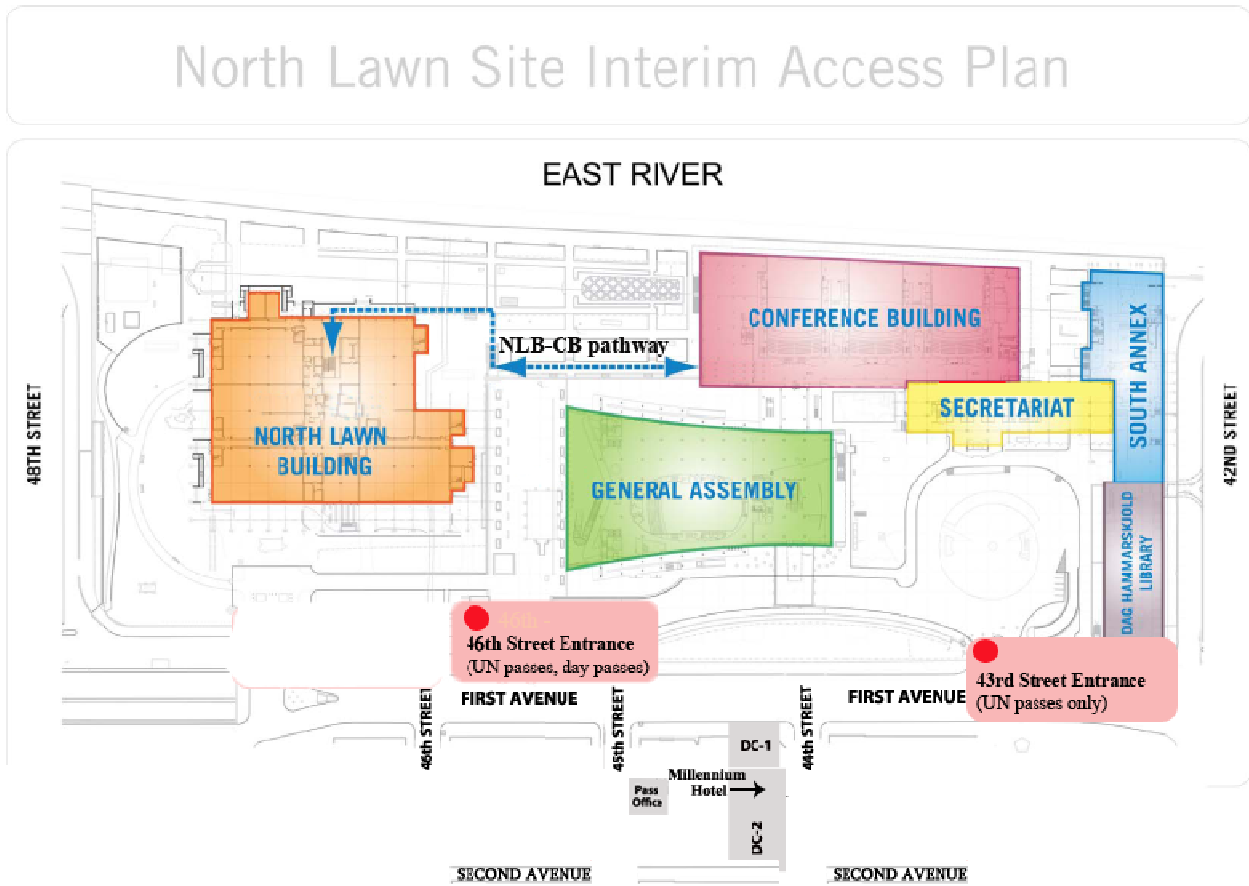 North Lawn Site Interim Access Plan
EAST RIVER
48TH STREET
NORTH LAWN
BUILDING
NLB-CB pathway
CONFERENCE BUILDING
GENERAL ASSEMBLY
SECRETARIAT
SOUTH ANNEX
DAG HAMMARSKJOLD
LIBRARY
42ND STREET
46th -
46th Street Entrance
(UN passes, day passes)
43rd Street Entrance
(UN passes only)
FIRST AVENUE
FIRST AVENUE
46th STREET
45th STREET
44th STREET
DC-1
Millennium
Hotel
Pass
Office
DC-2
SECOND AVENUE
SECOND AVENUE